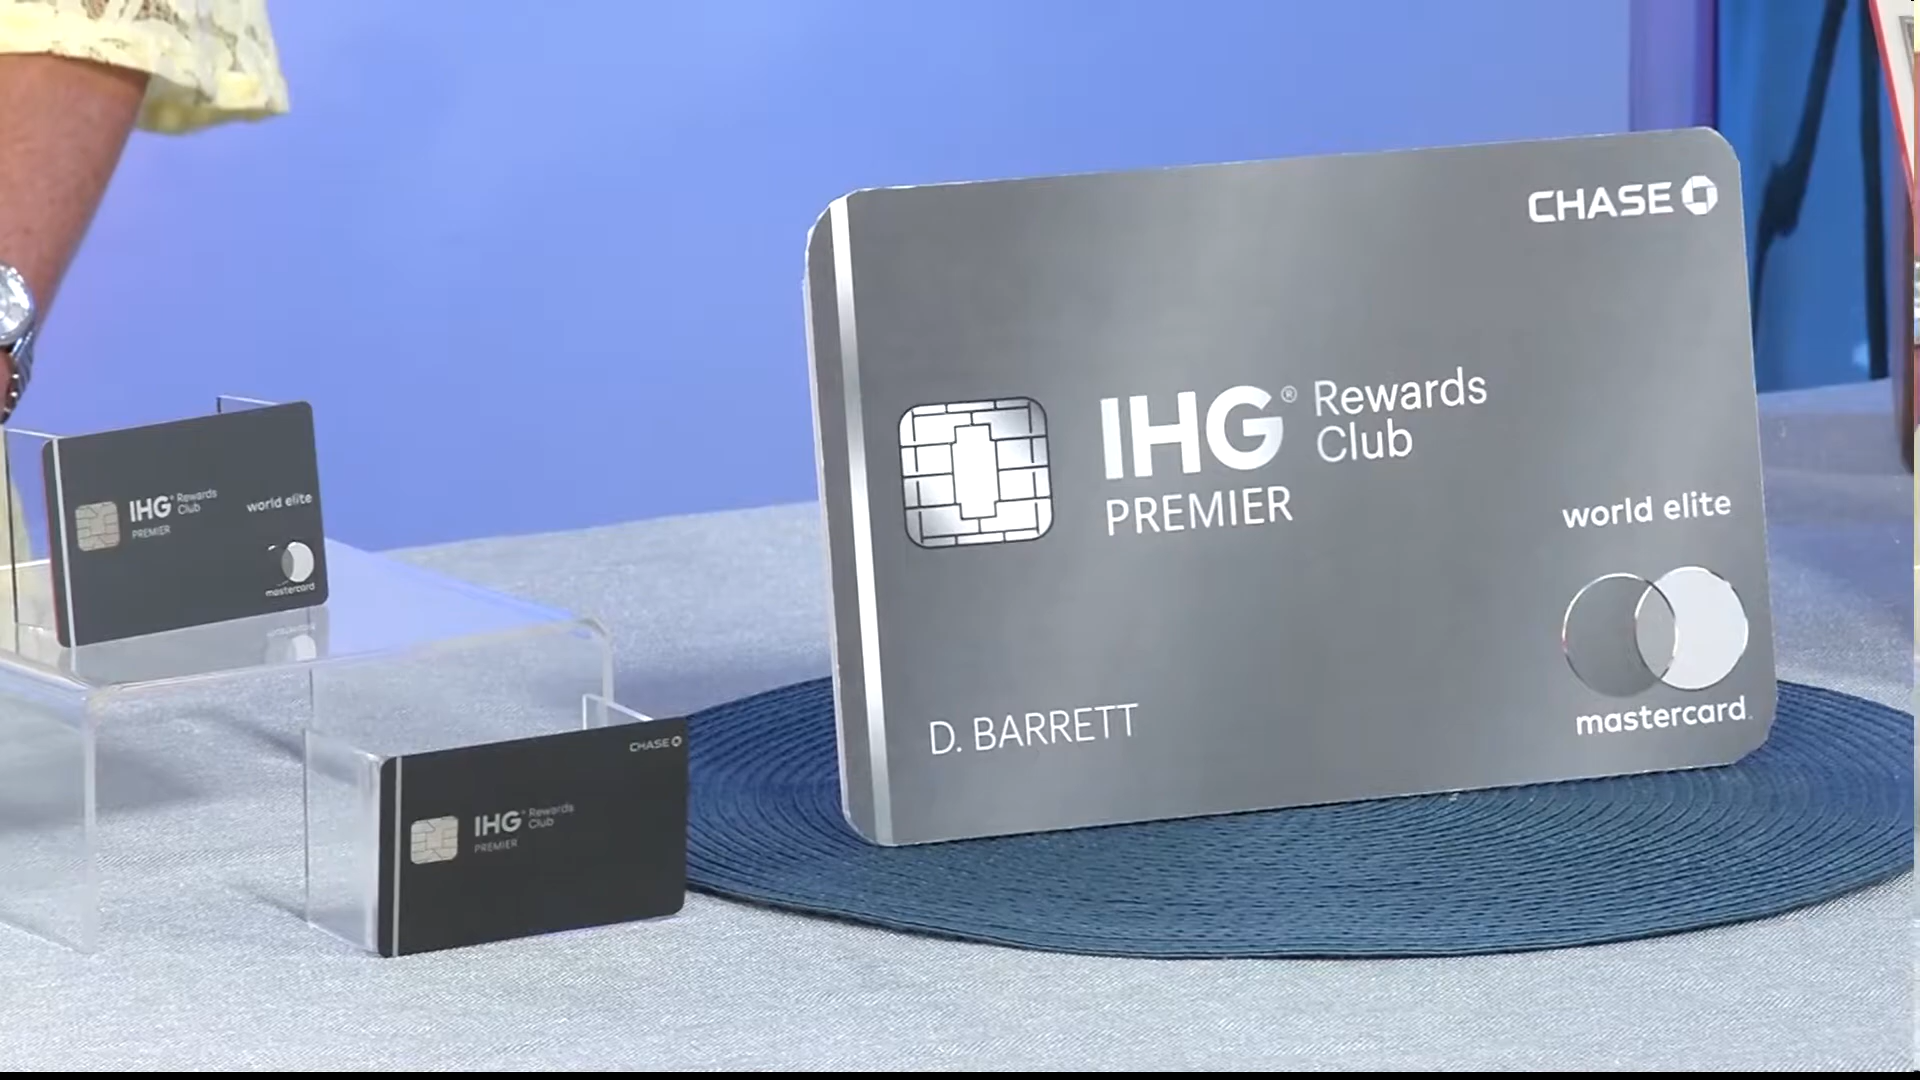 CHASE
IHG® Rewards
Club
PREMIER
world elite
mastercard
D. BARRETT
IHG® Rewards
Club
PREMIER
world elite
mastercard
CHASE
IHG® Rewards
Club
PREMIER